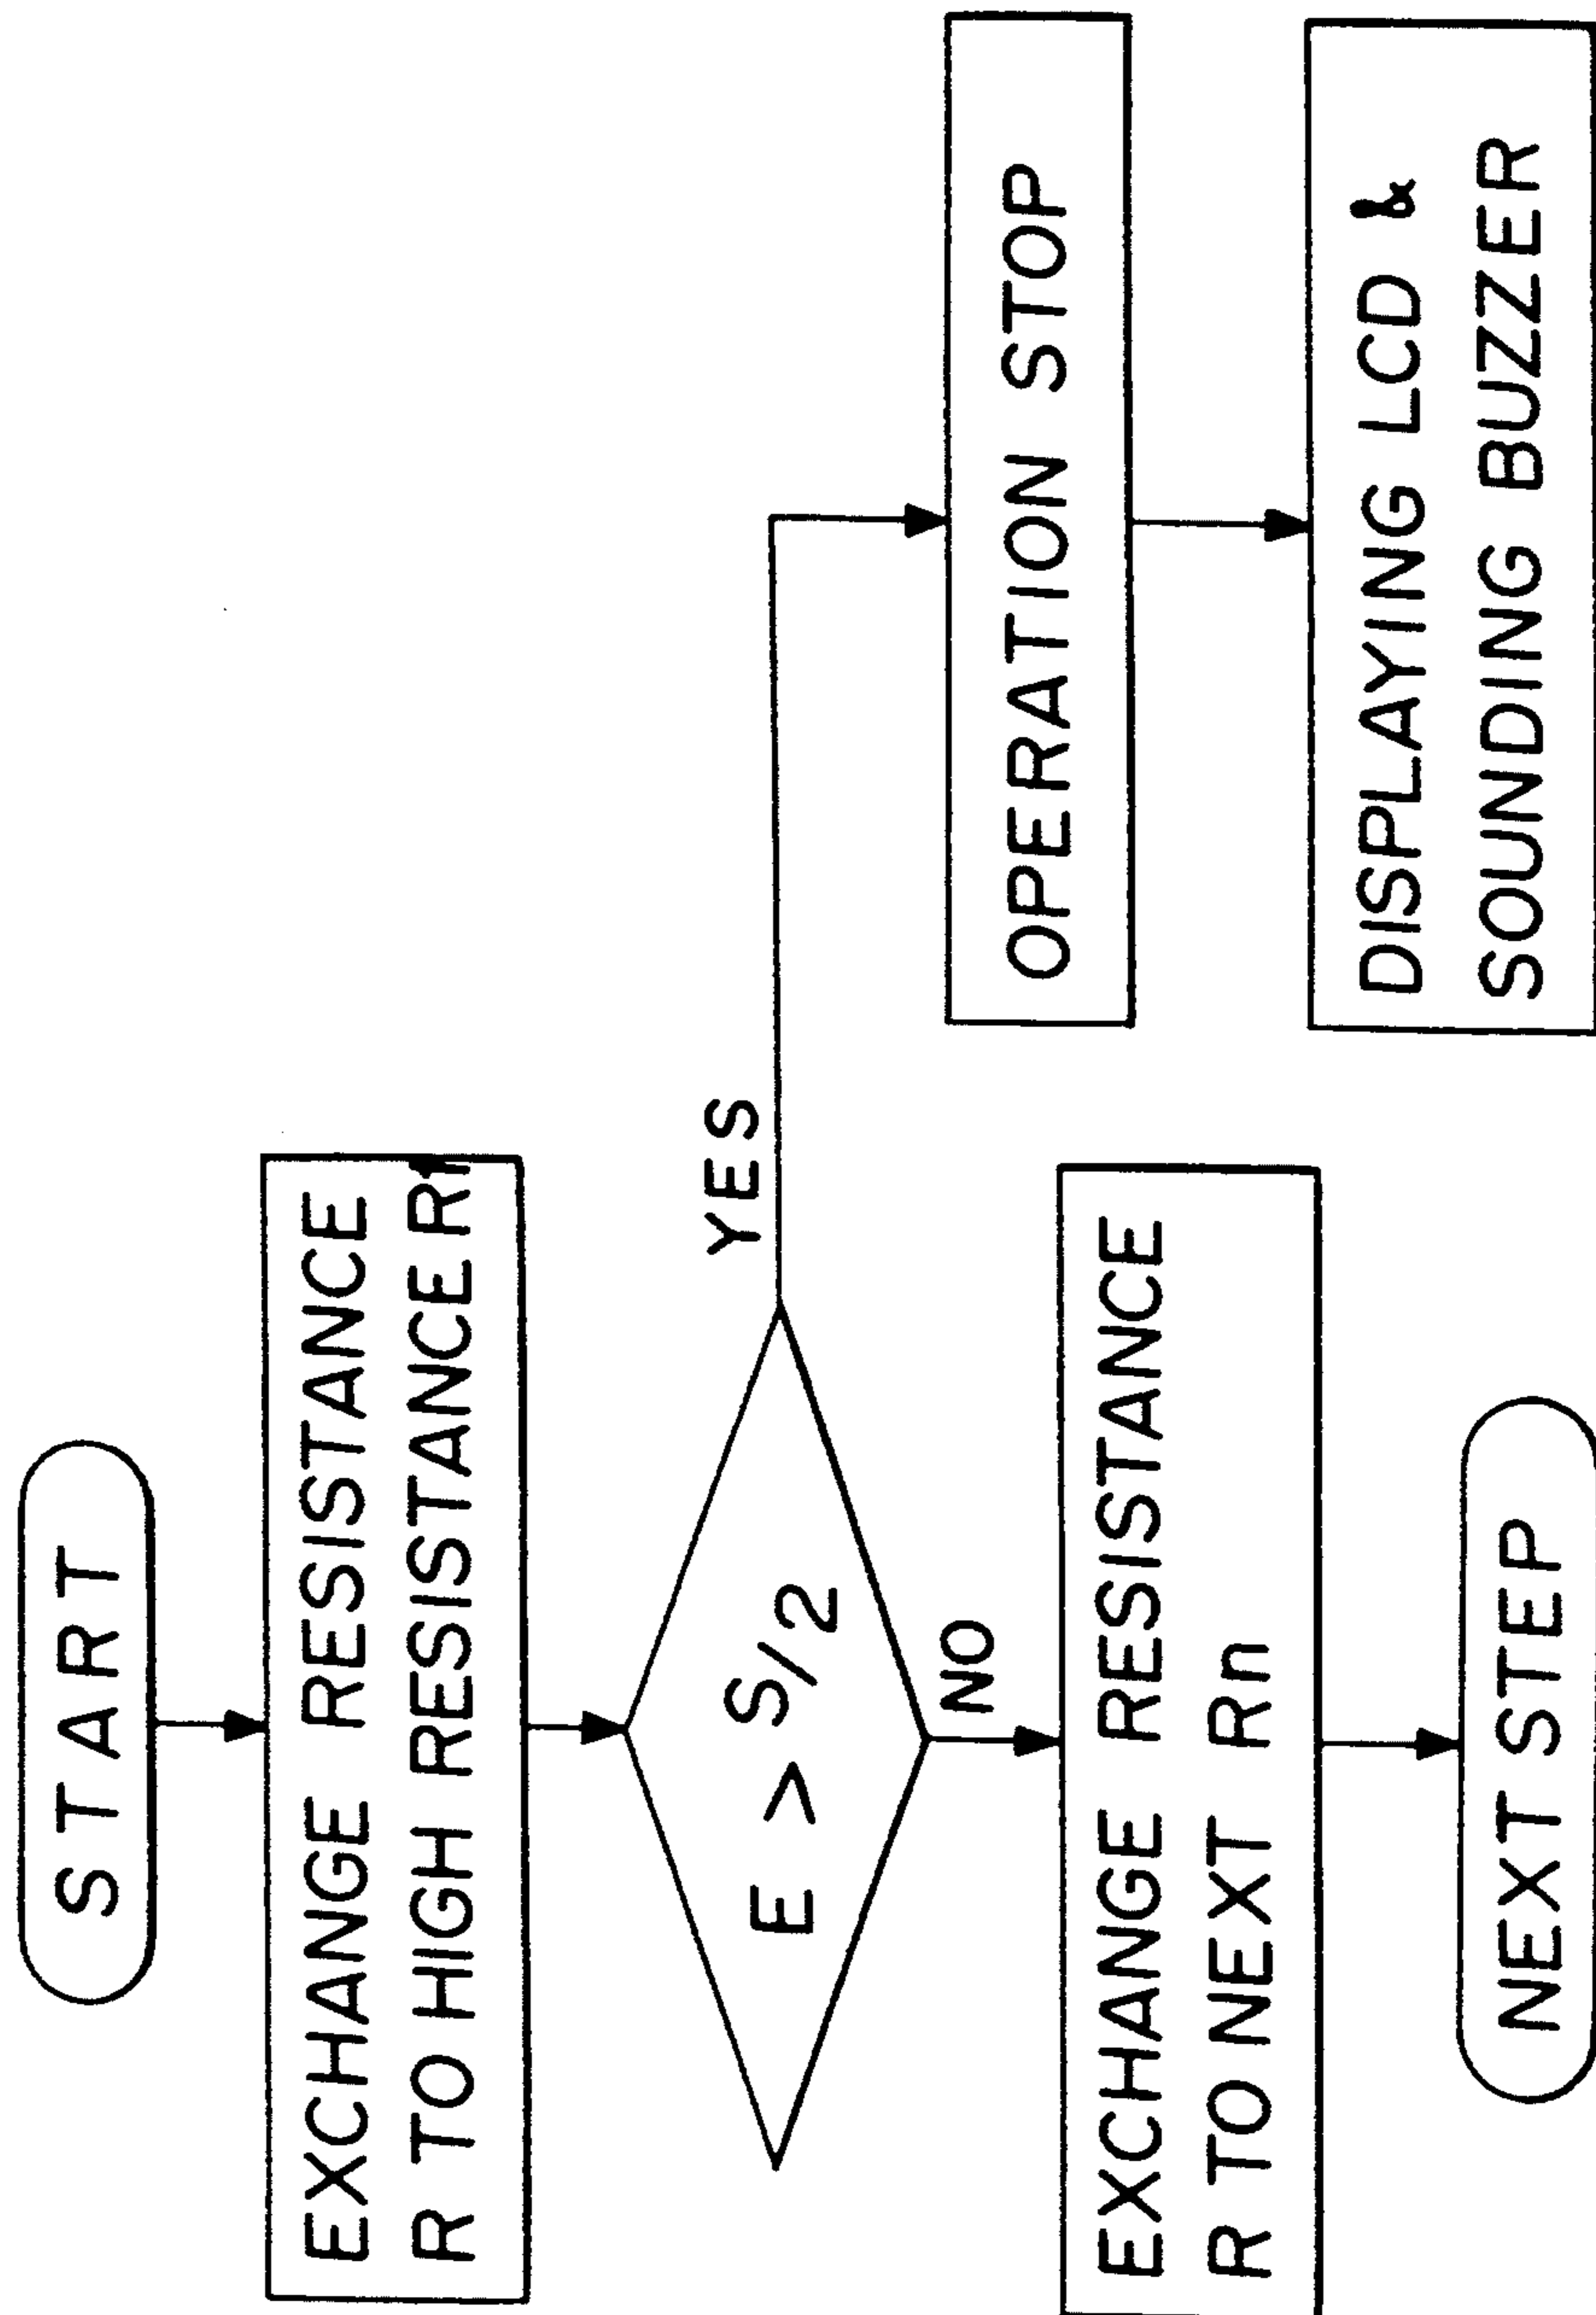 START
EXCHANGE RESISTANCE
R TO HIGH RESISTANCE R1
E > S/2
YES
NO
OPERATION STOP
DISPLAYING LCD &
SOUNDING BUZZER
EXCHANGE RESISTANCE
R TO NEXT Rn
NEXT STEP